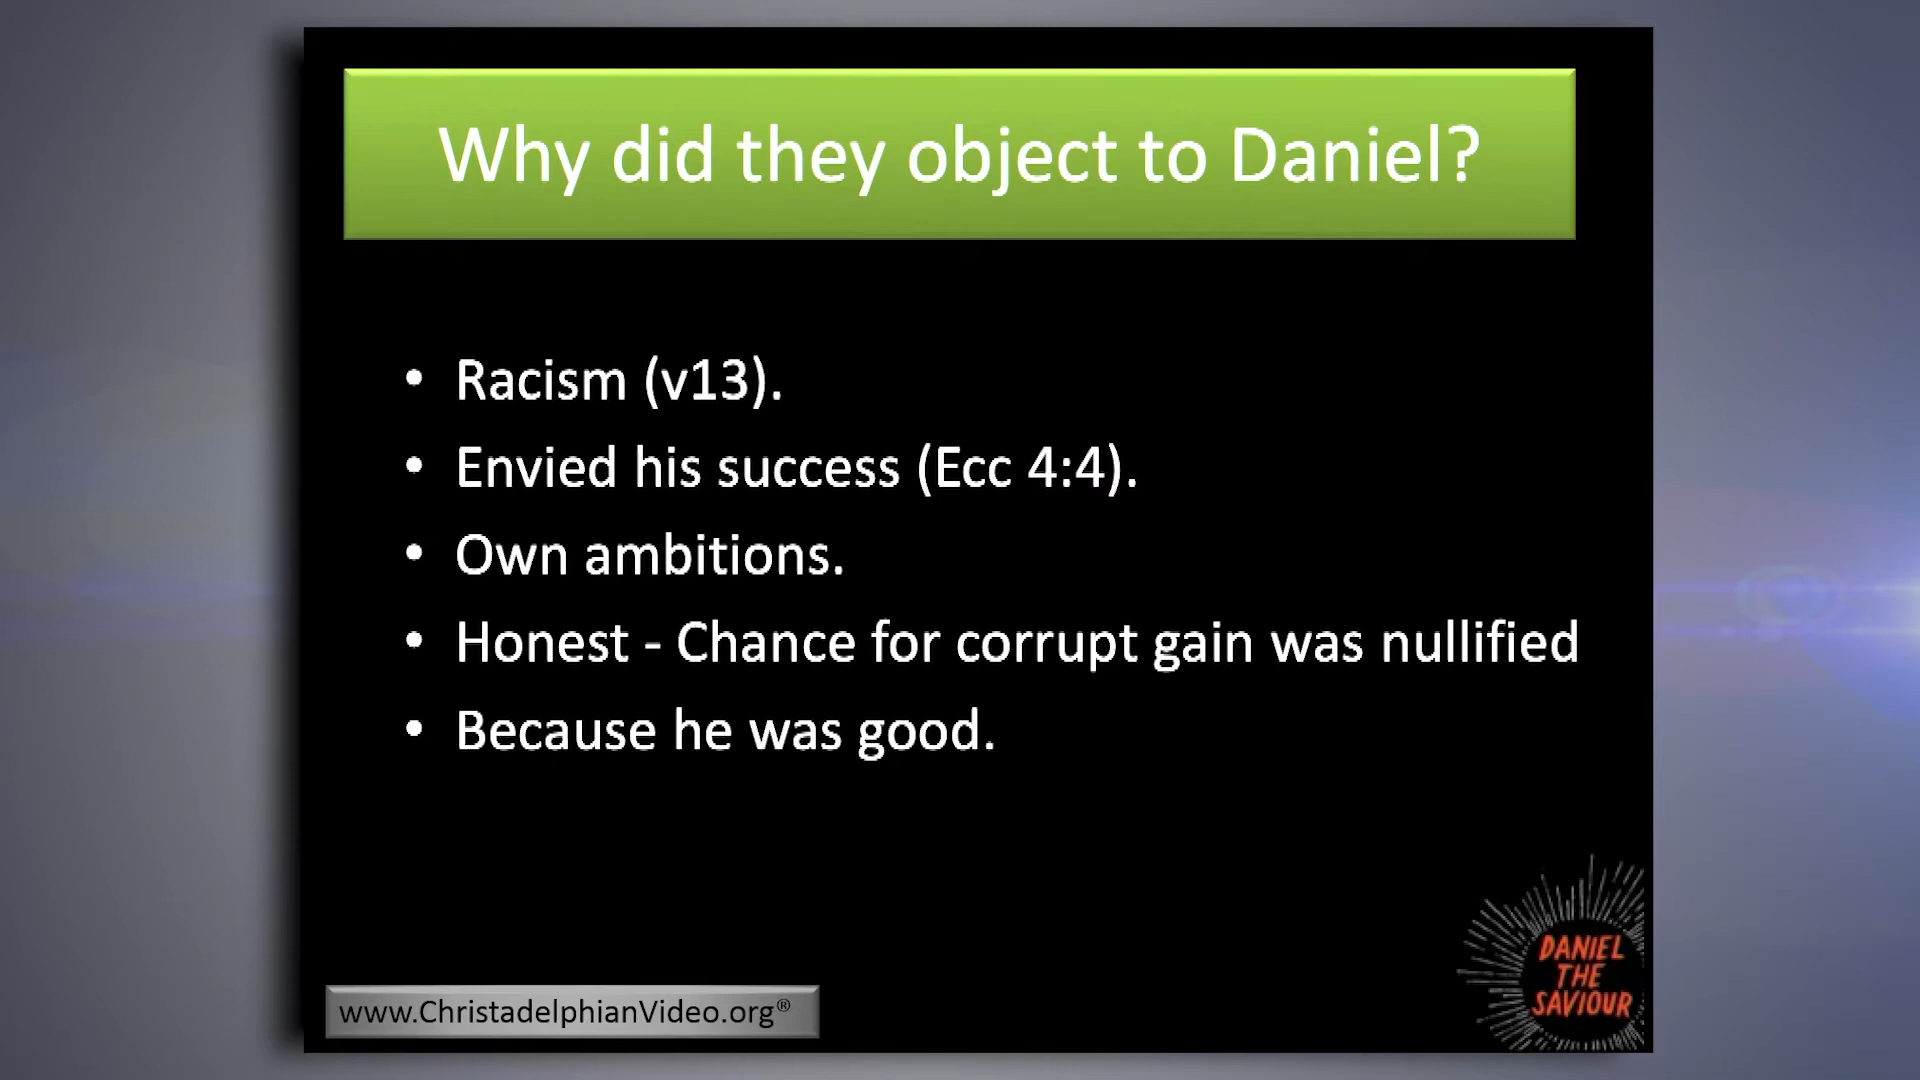 Why did they object to Daniel?
• Racism (v13).
• Envied his success (Ecc 4:4).
• Own ambitions.
• Honest - Chance for corrupt gain was nullified
• Because he was good.
www.ChristadelphianVideo.org®
DANIEL
THE
SAVIOUR